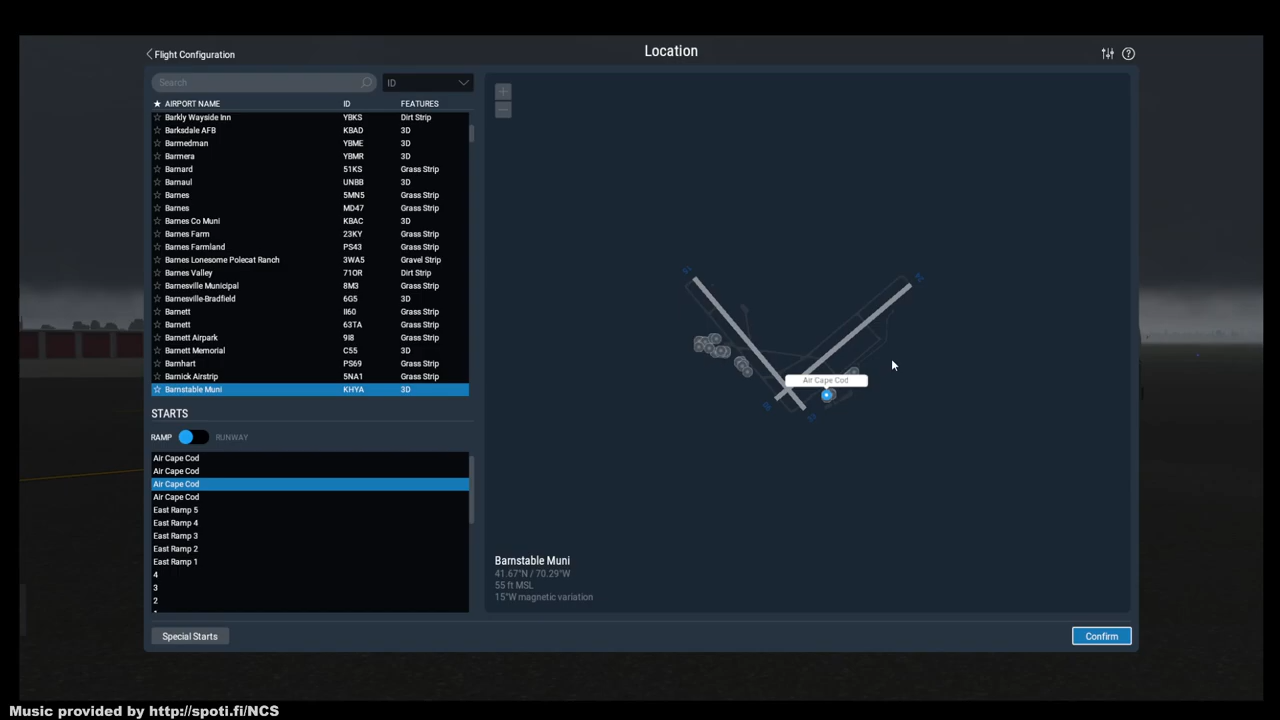 Flight Configuration
Location
Search
ID
AIRPORT NAME ID FEATURES
Barkly Wayside Inn YBKS Dirt Strip
Barksdale AFB KBAD 3D
Barmedman YBME 3D
Barmera YBMR 3D
Barnard 51KS Grass Strip
Barnaul UNBB 3D
Barnes 5MN5 Grass Strip
Barnes MD47 Grass Strip
Barnes Co Muni KBAC 3D
Barnes Farm 23KY Grass Strip
Barnes Farmland PS43 Grass Strip
Barnes Lonesome Polecat Ranch 3WA5 Gravel Strip
Barnes Valley 71OR Dirt Strip
Barnesville Municipal 8M3 Grass Strip
Barnesville-Bradfield 6G5 3D
Barnett II60 Grass Strip
Barnett 63TA Grass Strip
Barnett Airpark 9I8 Grass Strip
Barnett Memorial C55 3D
Barnhart PS69 Grass Strip
Barnick Airstrip 5NA1 Grass Strip
Barnstable Muni KHYA 3D
Air Cape Cod
STARTS
RAMP RUNWAY
Air Cape Cod
Air Cape Cod
Air Cape Cod
Air Cape Cod
East Ramp 5
East Ramp 4
East Ramp 3
East Ramp 2
East Ramp 1
4
3
2
Barnstable Muni
41.67°N / 70.29°W
55 ft MSL
15°W magnetic variation
Special Starts
Confirm
Music provided by http://spoti.fi/NCS